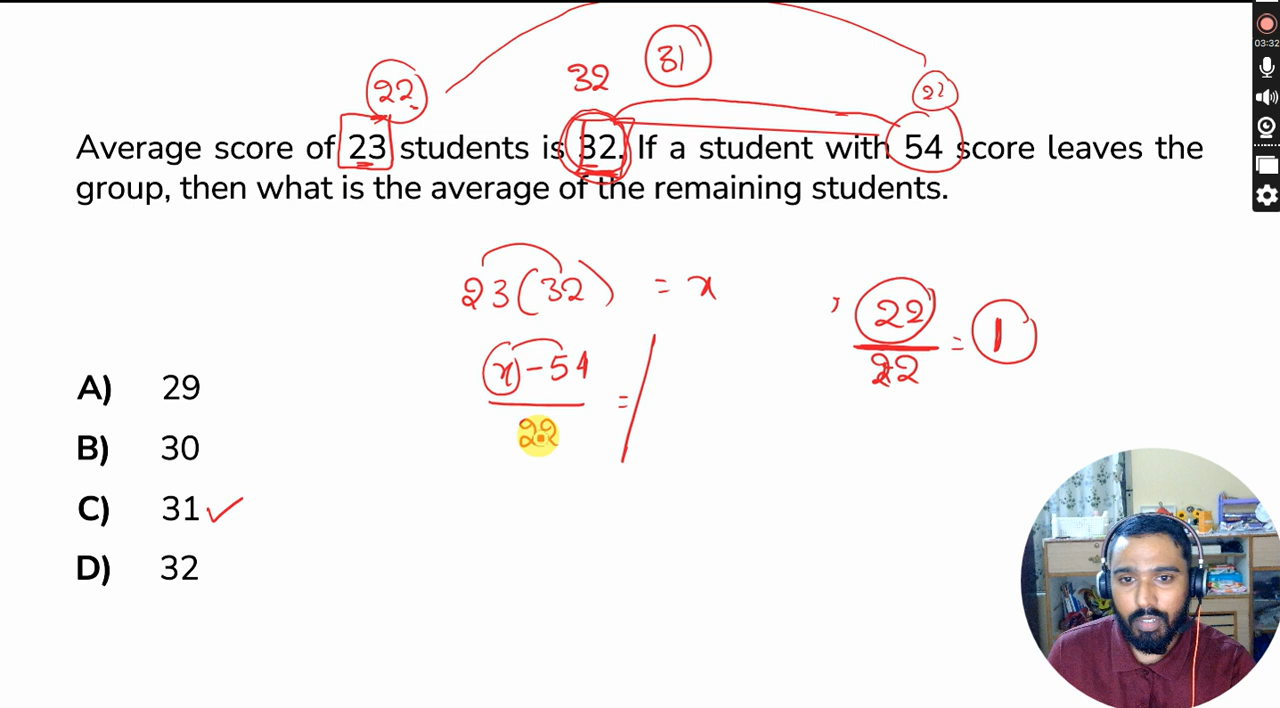 22
32
31
22
03:32
Average score of 23 students is 32. If a student with 54 score leaves the
group, then what is the average of the remaining students.
23(32) = x
x-54
22
=
22
22
= 1
A) 29
B) 30
C) 31 ✓
D) 32